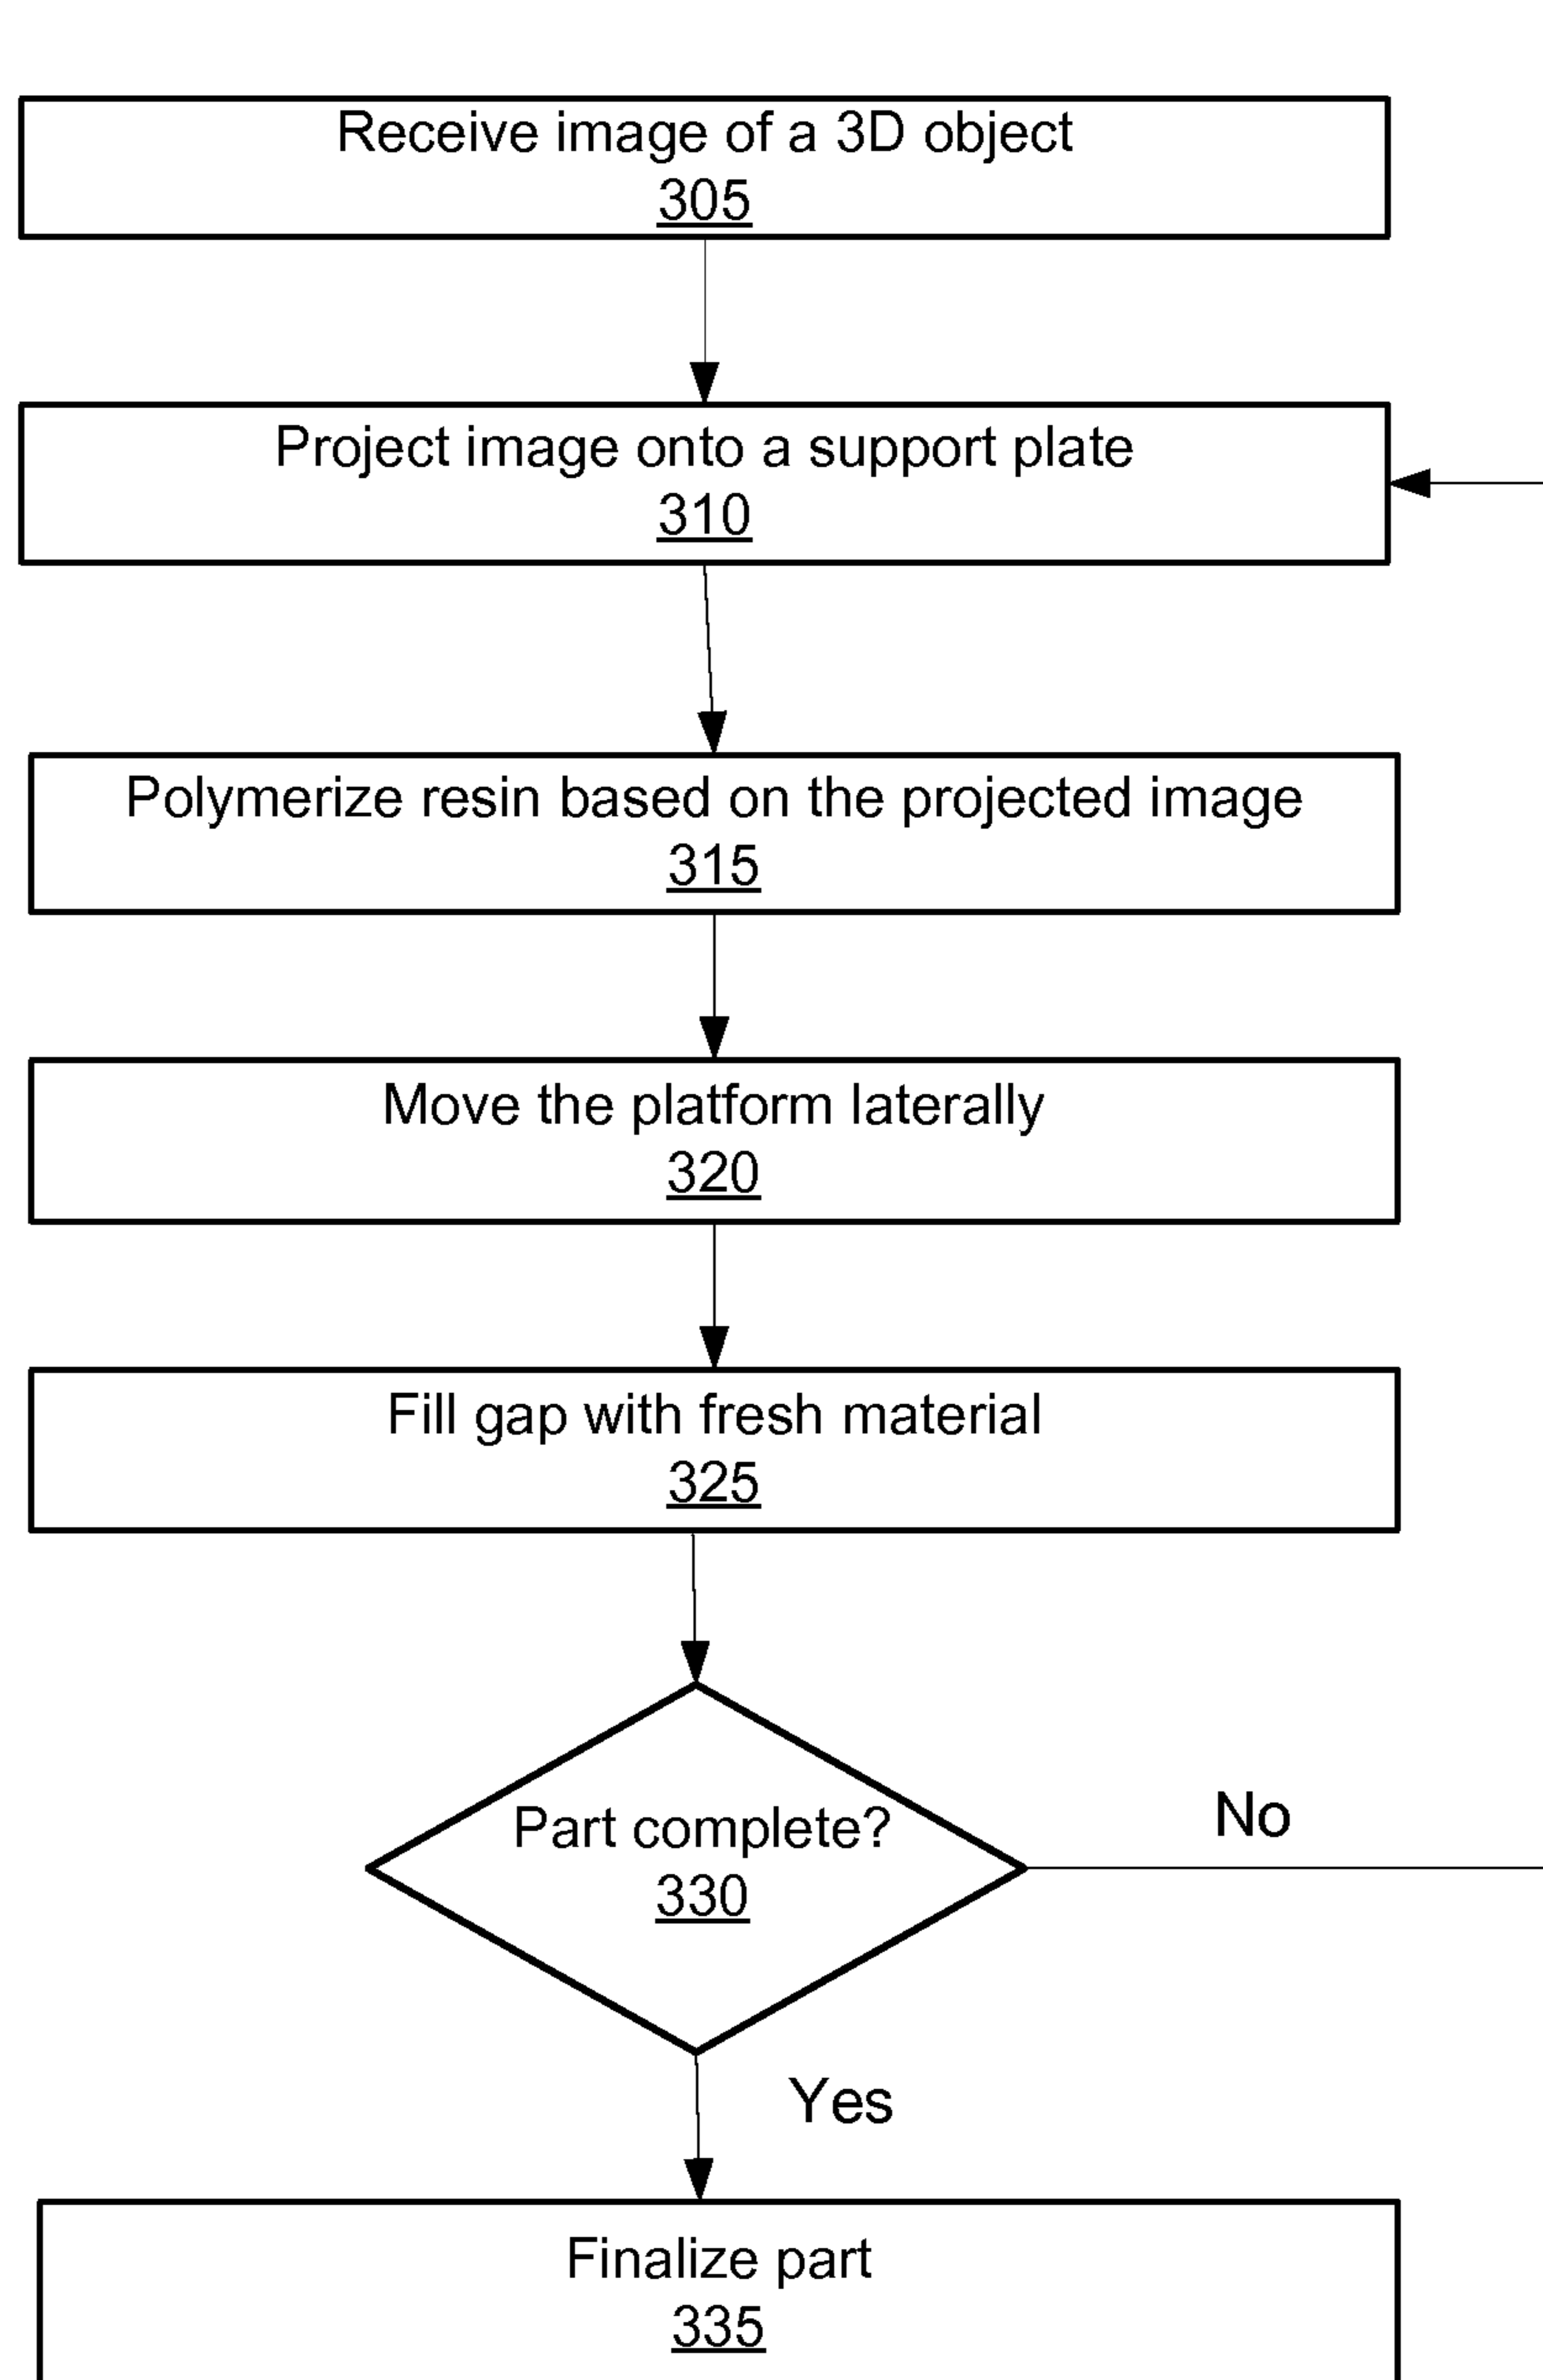 Receive image of a 3D object
305
Project image onto a support plate
310
Polymerize resin based on the projected image
315
Move the platform laterally
320
Fill gap with fresh material
325
Part complete?
330
No
Yes
Finalize part
335